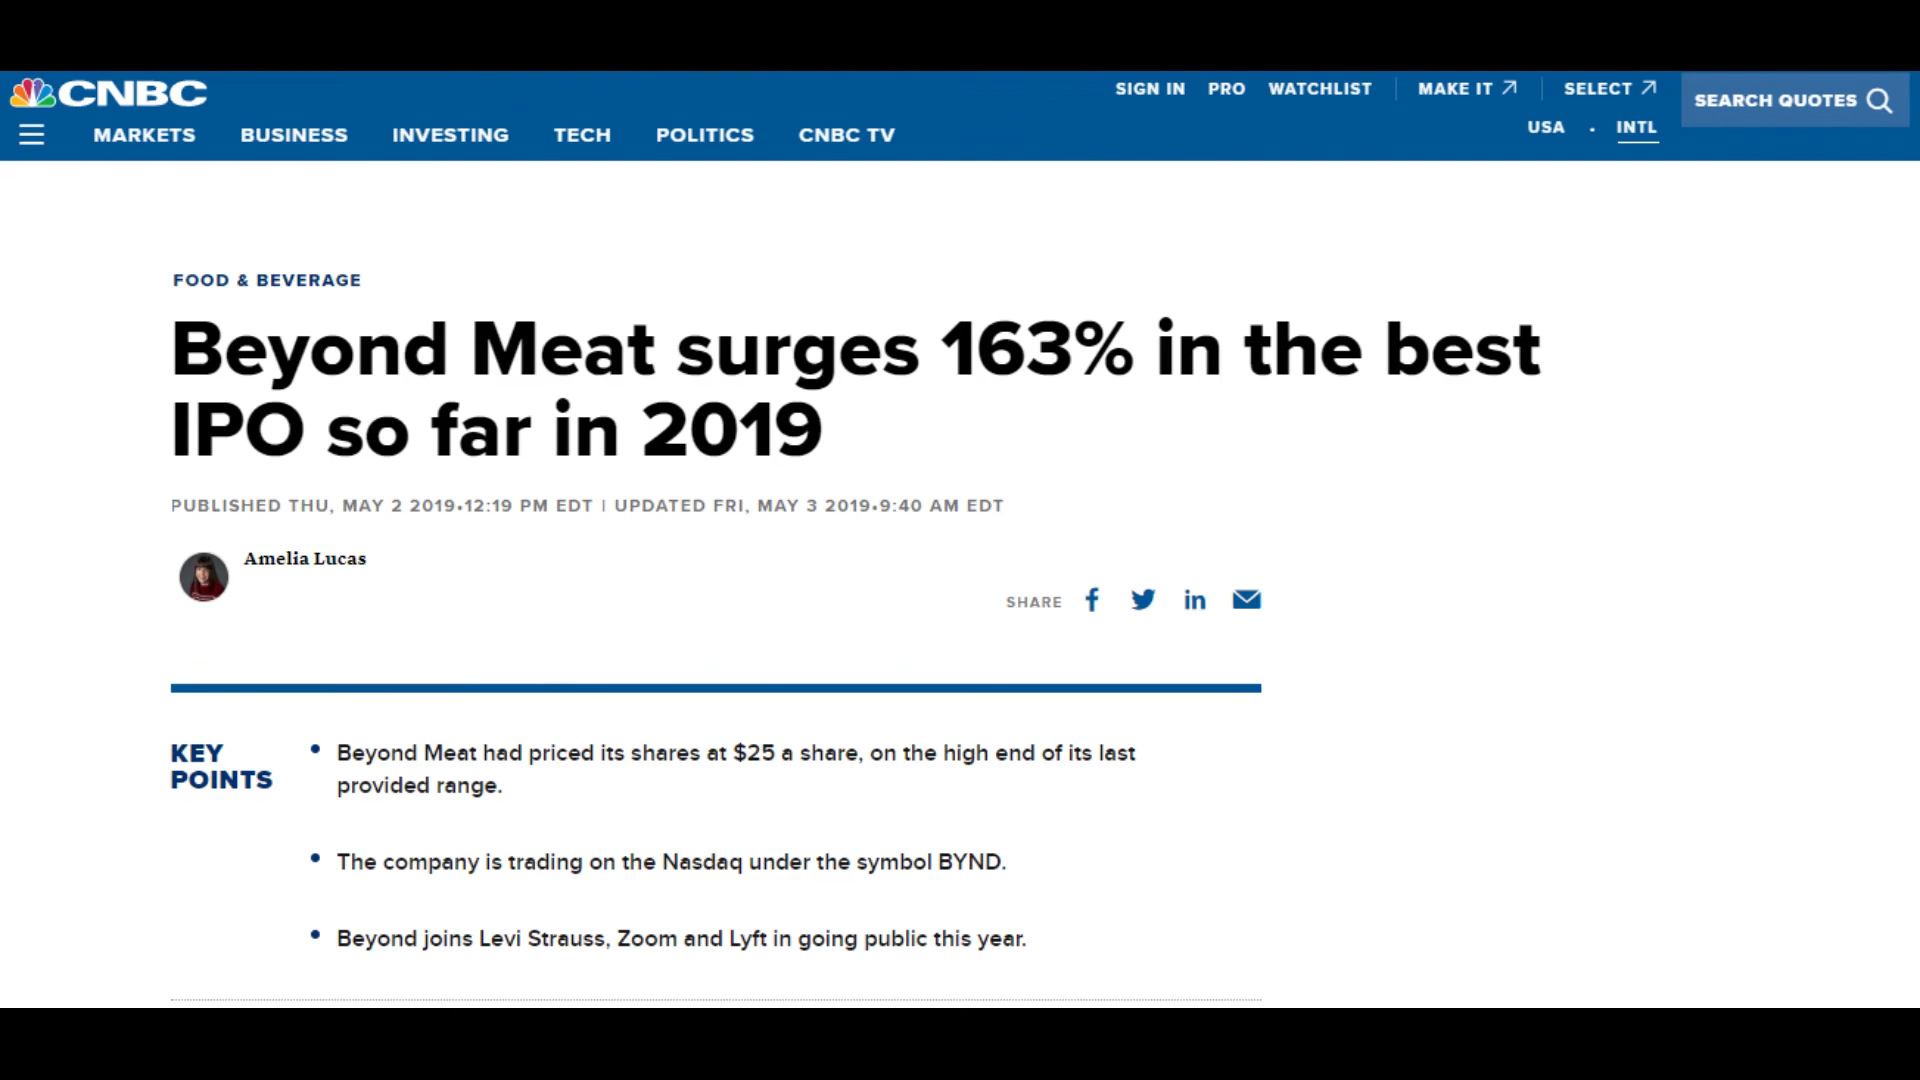 CNBC
SIGN IN PRO WATCHLIST MAKE IT SELECT
SEARCH QUOTES
USA • INTL
MARKETS BUSINESS INVESTING TECH POLITICS CNBC TV
FOOD & BEVERAGE
Beyond Meat surges 163% in the best
IPO so far in 2019
PUBLISHED THU, MAY 2 2019•12:19 PM EDT | UPDATED FRI, MAY 3 2019•9:40 AM EDT
Amelia Lucas
SHARE
KEY
POINTS
• Beyond Meat had priced its shares at $25 a share, on the high end of its last
provided range.
• The company is trading on the Nasdaq under the symbol BYND.
• Beyond joins Levi Strauss, Zoom and Lyft in going public this year.